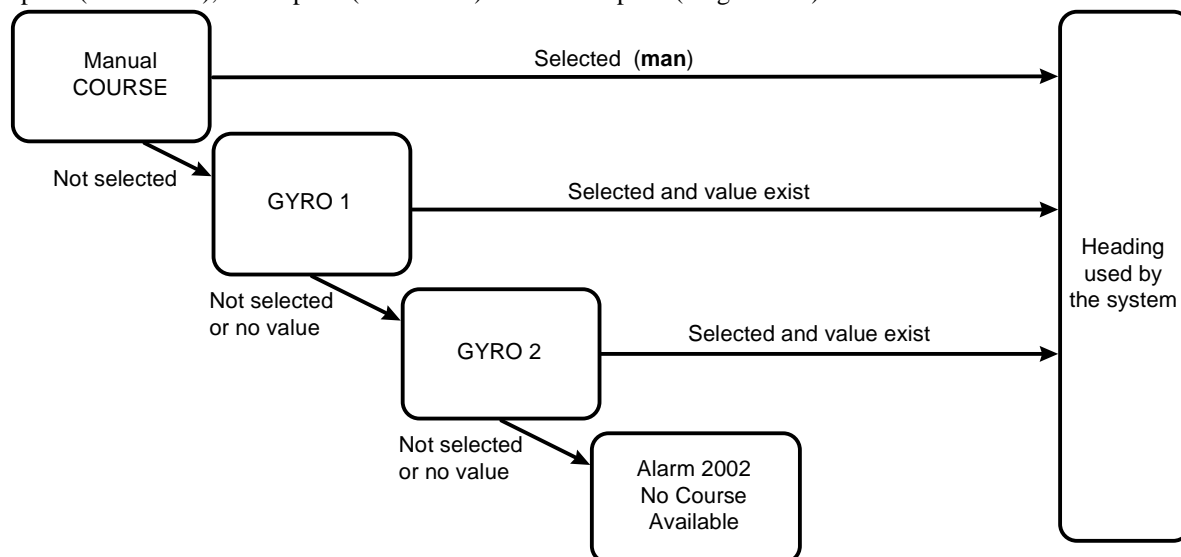 Manual
COURSE
Selected (man)
Not selected
GYRO 1
Selected and value exist
Not selected
or no value
GYRO 2
Selected and value exist
Not selected
or no value
Alarm 2002
No Course
Available
Heading
used by
the system